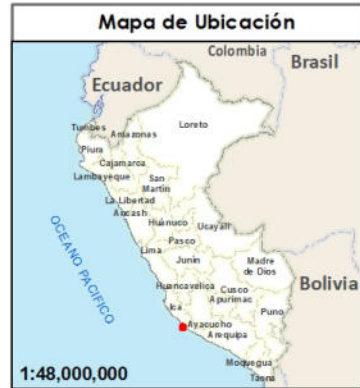 Mapa de Ubicación
Colombia
Brasil
Ecuador
Tumbes
Amazonas
Loreto
Piura
Cajamarca
Lambayeque
San
Martín
La Libertad
Ancash
Huánuco
Ucayali
OCEANO PACIFICO
Pasco
Lima
Junín
Madre
de Dios
Huancavelica
Cusco
Bolivia
Apurimac
Ica
Puno
Ayacucho
Arequipa
Moquegua
1:48,000,000
Tacna